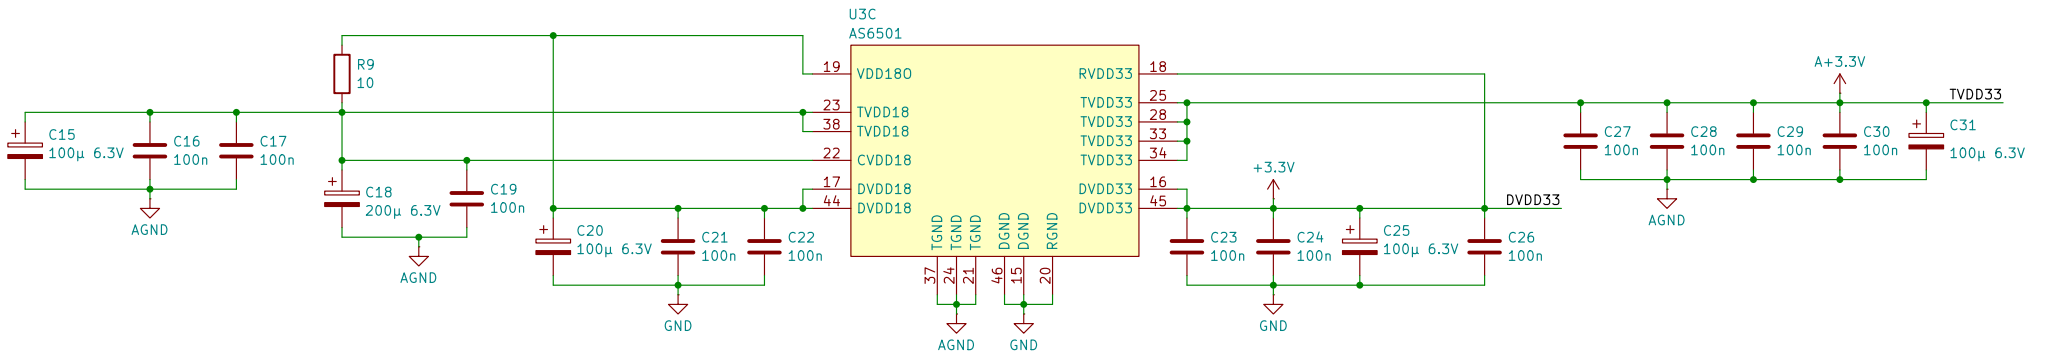 U3C
AS6501
19
VDD18O
23
TVDD18
38
TVDD18
22
CVDD18
17
DVDD18
44
DVDD18
RVDD33
18
TVDD33
25
TVDD33
28
TVDD33
33
TVDD33
34
DVDD33
16
DVDD33
45
TGND
37
TGND
24
TGND
21
DGND
46
DGND
15
RGND
20
AGND
GND
R9
10
+
C15
100µ 6.3V
C16
100n
C17
100n
AGND
+
C18
200µ 6.3V
C19
100n
AGND
+
C20
100µ 6.3V
C21
100n
C22
100n
GND
+3.3V
DVDD33
C23
100n
C24
100n
+
C25
100µ 6.3V
C26
100n
GND
A+3.3V
TVDD33
C27
100n
C28
100n
C29
100n
C30
100n
+
C31
100µ 6.3V
AGND